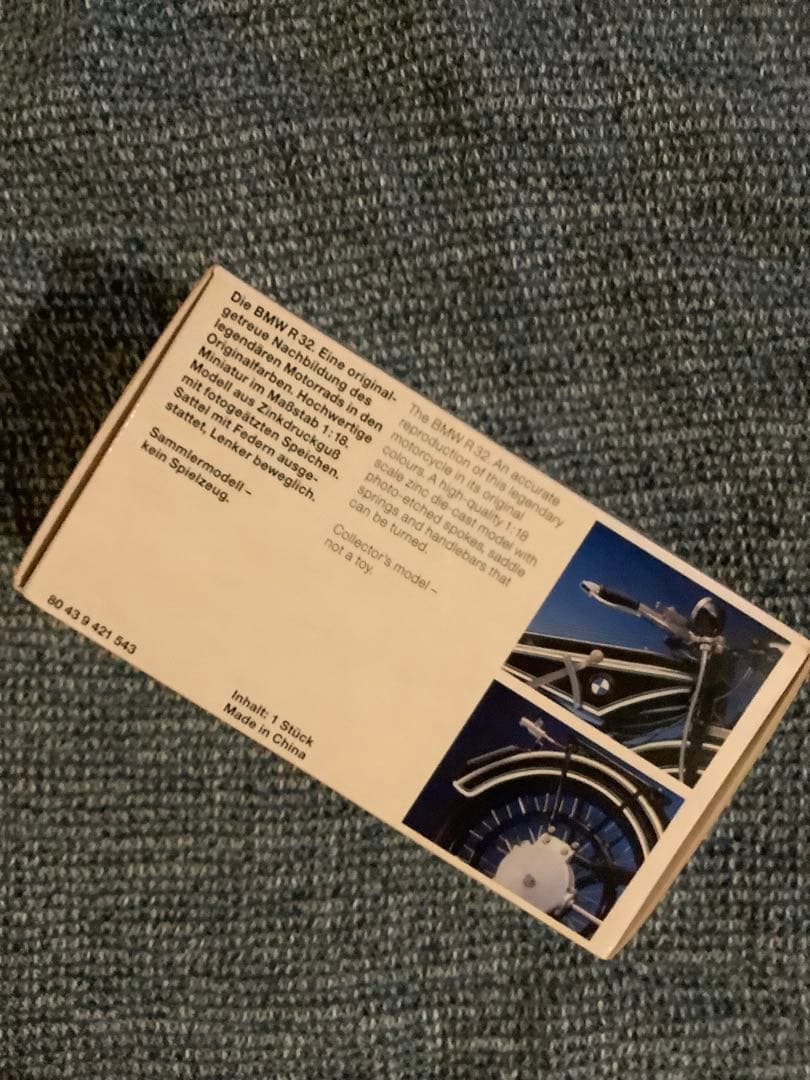 Die BMW R 32. Eine original-
getreue Nachbildung des
legendären Motorrads in den
Originalfarben. Hochwertige
Miniatur im Maßstab 1:18.
Modell aus Zinkdruckguß
mit fotogeätzten Speichen.
Sattel mit Federn ausge-
stattet, Lenker beweglich.
Sammlermodell –
kein Spielzeug.
The BMW R 32. An accurate
reproduction of this legendary
motorcycle in its original
colours. A high-quality 1:18
scale zinc die-cast model with
photo-etched spokes, saddle
springs and handlebars that
can be turned.
Collector's model –
not a toy.
80 43 9 421 543
Inhalt: 1 Stück
Made in China